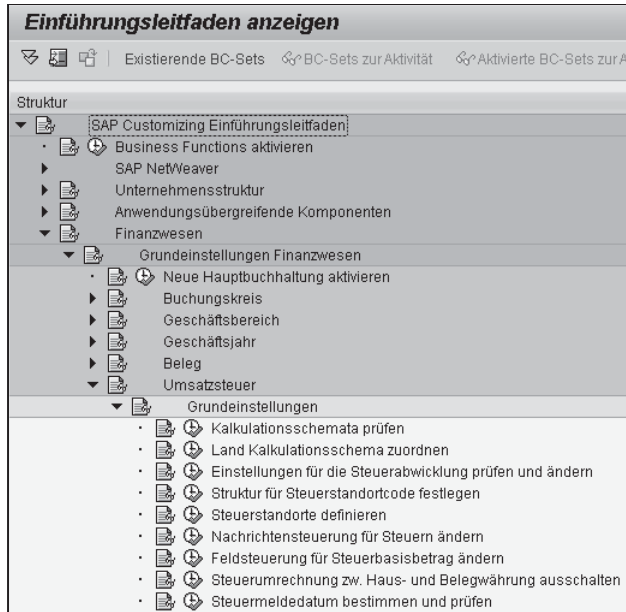 Einführungsleitfaden anzeigen
Existierende BC-Sets BC-Sets zur Aktivität Aktivierte BC-Sets zur A
Struktur
SAP Customizing Einführungsleitfaden
Business Functions aktivieren
SAP NetWeaver
Unternehmensstruktur
Anwendungsübergreifende Komponenten
Finanzwesen
Grundeinstellungen Finanzwesen
Neue Hauptbuchhaltung aktivieren
Buchungskreis
Geschäftsbereich
Geschäftsjahr
Beleg
Umsatzsteuer
Grundeinstellungen
Kalkulationsschemata prüfen
Land Kalkulationsschema zuordnen
Einstellungen für die Steuerabwicklung prüfen und ändern
Struktur für Steuerstandortcode festlegen
Steuerstandorte definieren
Nachrichtensteuerung für Steuern ändern
Feldsteuerung für Steuerbasisbetrag ändern
Steuerumrechnung zw. Haus- und Belegwährung ausschalten
Steuermeldedatum bestimmen und prüfen